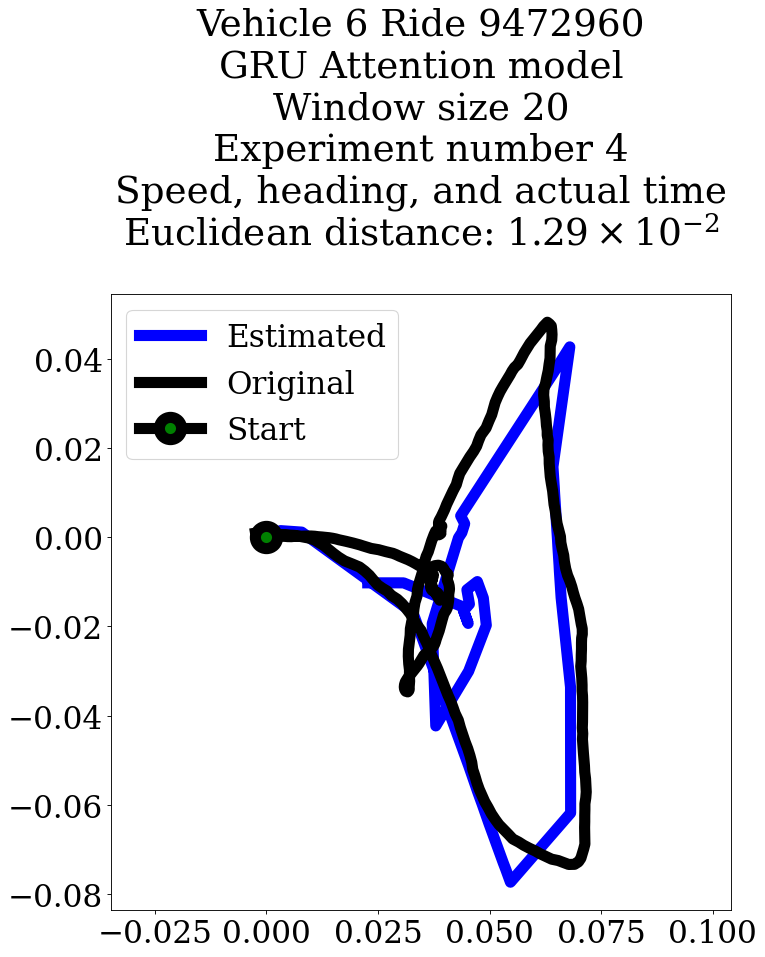 Vehicle 6 Ride 9472960
GRU Attention model
Window size 20
Experiment number 4
Speed, heading, and actual time
Euclidean distance: 1.29 × 10⁻²
Estimated
Original
Start
0.04
0.02
0.00
−0.02
−0.04
−0.06
−0.08
−0.025 0.000 0.025 0.050 0.075 0.100